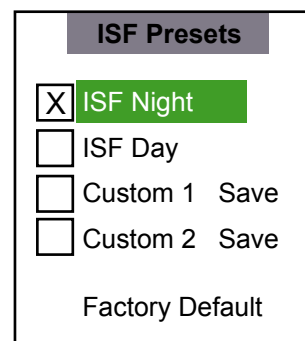 ISF Presets
X ISF Night
ISF Day
Custom 1 Save
Custom 2 Save
Factory Default